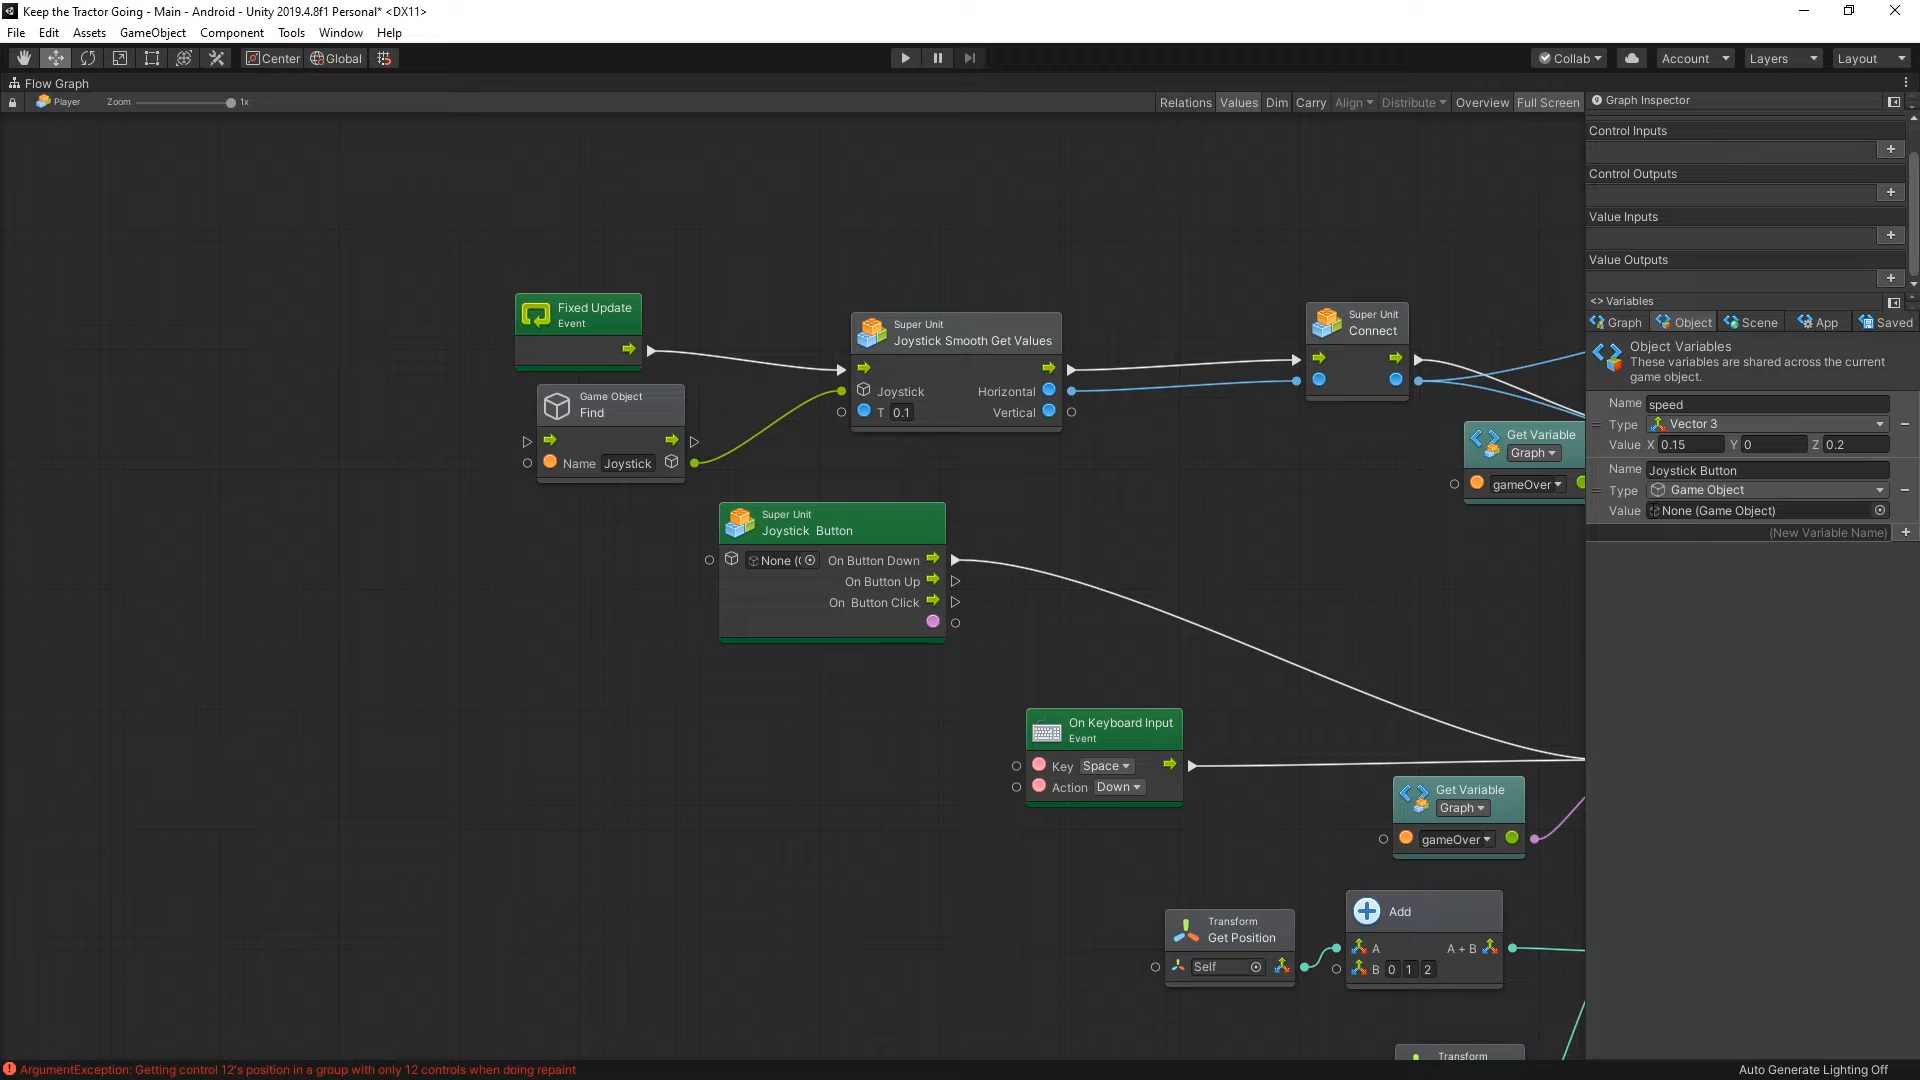 Keep the Tractor Going - Main - Android - Unity 2019.4.8f1 Personal* <DX11>
File Edit Assets GameObject Component Tools Window Help
Center Global Collab Account Layers Layout
Flow Graph
Player Zoom 1x Relations Values Dim Carry Align Distribute Overview Full Screen
Graph Inspector
Control Inputs
+
Control Outputs
+
Value Inputs
+
Value Outputs
+
<> Variables
Graph Object Scene App Saved
Object Variables
These variables are shared across the current
game object.
Name speed
Type Vector 3
Value X 0.15 Y 0 Z 0.2
Name Joystick Button
Type Game Object
Value None (Game Object)
(New Variable Name) +
Fixed Update
Event
Game Object
Find
Name Joystick
Super Unit
Joystick Smooth Get Values
Joystick Horizontal
T 0.1 Vertical
Super Unit
Connect
Get Variable
Graph
gameOver
Super Unit
Joystick Button
None (( On Button Down
On Button Up
On Button Click
On Keyboard Input
Event
Key Space
Action Down
Get Variable
Graph
gameOver
Transform
Get Position
Self
Add
A A + B
B 0 1 2
Transform
ArgumentException: Getting control 12's position in a group with only 12 controls when doing repaint
Auto Generate Lighting Off